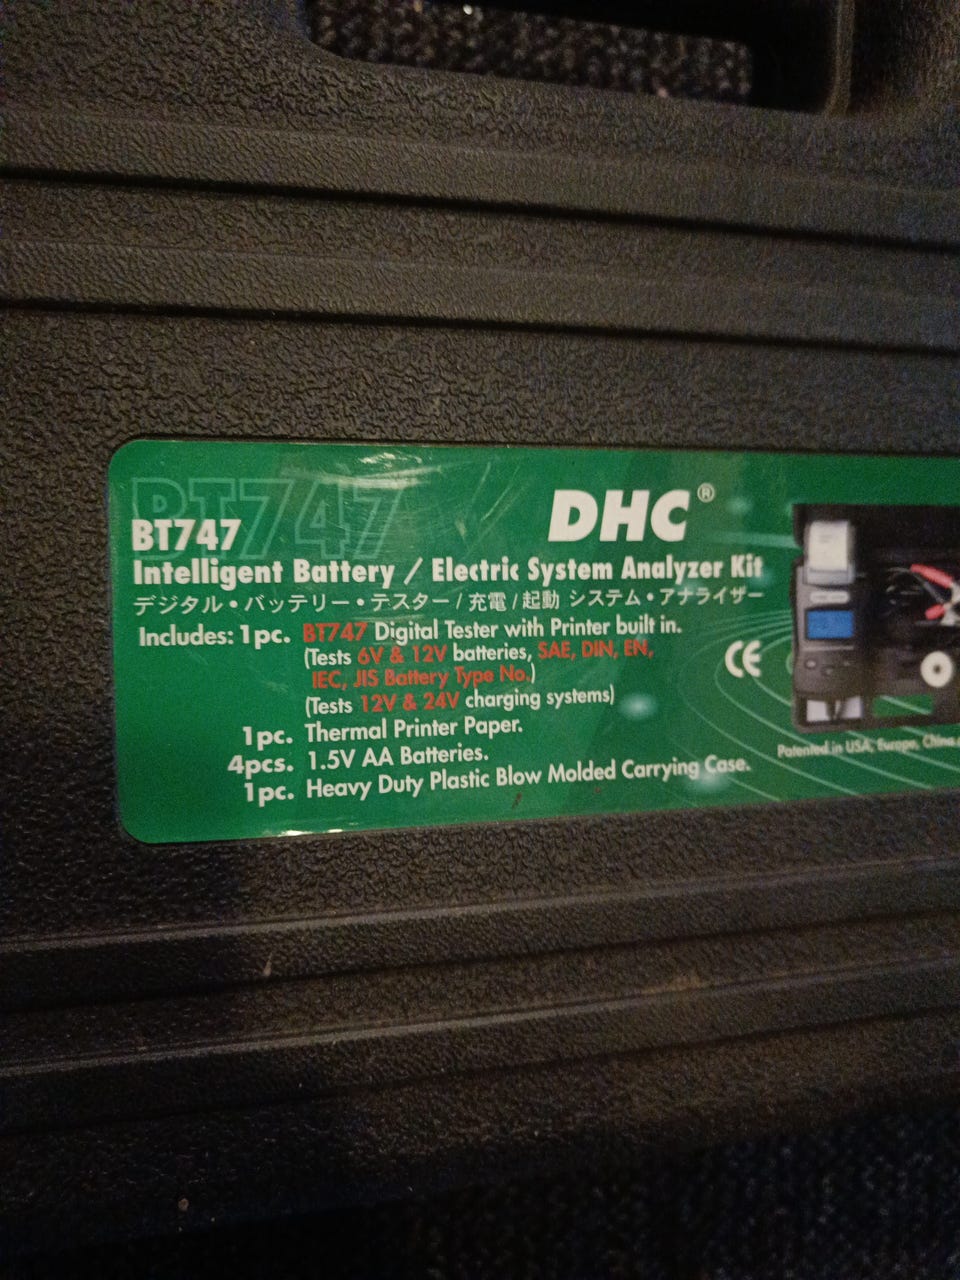 BT747
BT747
DHC®
Intelligent Battery / Electric System Analyzer Kit
デジタル・バッテリー・テスター/充電/起動 システム・アナライザー
Includes: 1pc. BT747 Digital Tester with Printer built in.
(Tests 6V & 12V batteries, SAE, DIN, EN,
IEC, JIS Battery Type No.)
(Tests 12V & 24V charging systems)
1pc. Thermal Printer Paper.
4pcs. 1.5V AA Batteries.
1pc. Heavy Duty Plastic Blow Molded Carrying Case.
CE
Patented in USA, Europe, China